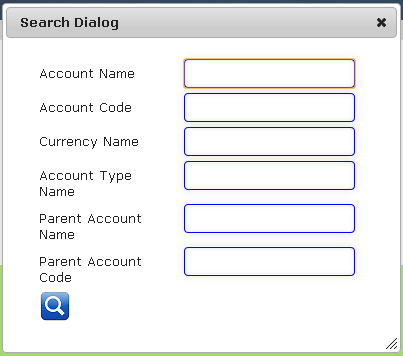 Search Dialog
Account Name
Account Code
Currency Name
Account Type
Name
Parent Account
Name
Parent Account
Code